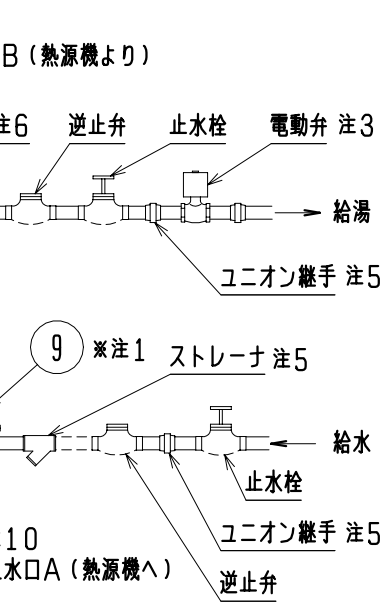 B（熱源機より）
注6 逆止弁 止水栓 電動弁 注3
給湯
ユニオン継手 注5
9 ※注1 ストレーナ 注5
給水
止水栓
10 ユニオン継手 注5
水口A（熱源機へ）
逆止弁